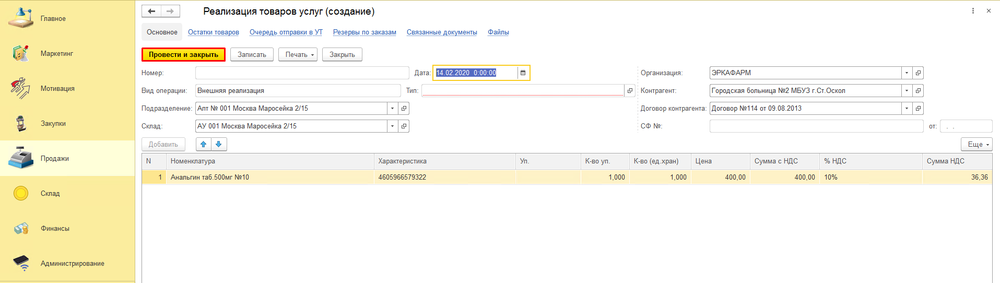 Главное
Маркетинг
Мотивация
Закупки
Продажи
Склад
Финансы
Администрирование
Реализация товаров услуг (создание)
Основное Остатки товаров Очередь отправки в УТ Резервы по заказам Связанные документы Файлы
Провести и закрыть Записать Печать Закрыть
Номер: Дата: 14.02.2020 0:00:00 Организация: ЭРКАФАРМ
Вид операции: Внешняя реализация Тип: Контрагент: Городская больница №2 МБУЗ г.Ст.Оскол
Подразделение: Апт № 001 Москва Маросейка 2/15 Договор контрагента: Договор №114 от 09.08.2013
Склад: АУ 001 Москва Маросейка 2/15 СФ №: от: . .
Добавить Еще
N Номенклатура Характеристика Уп. К-во уп. К-во (ед.хран) Цена Сумма с НДС % НДС Сумма НДС
1 Анальгин таб.500мг №10 4605966579322 1,000 1,000 400,00 400,00 10% 36,36